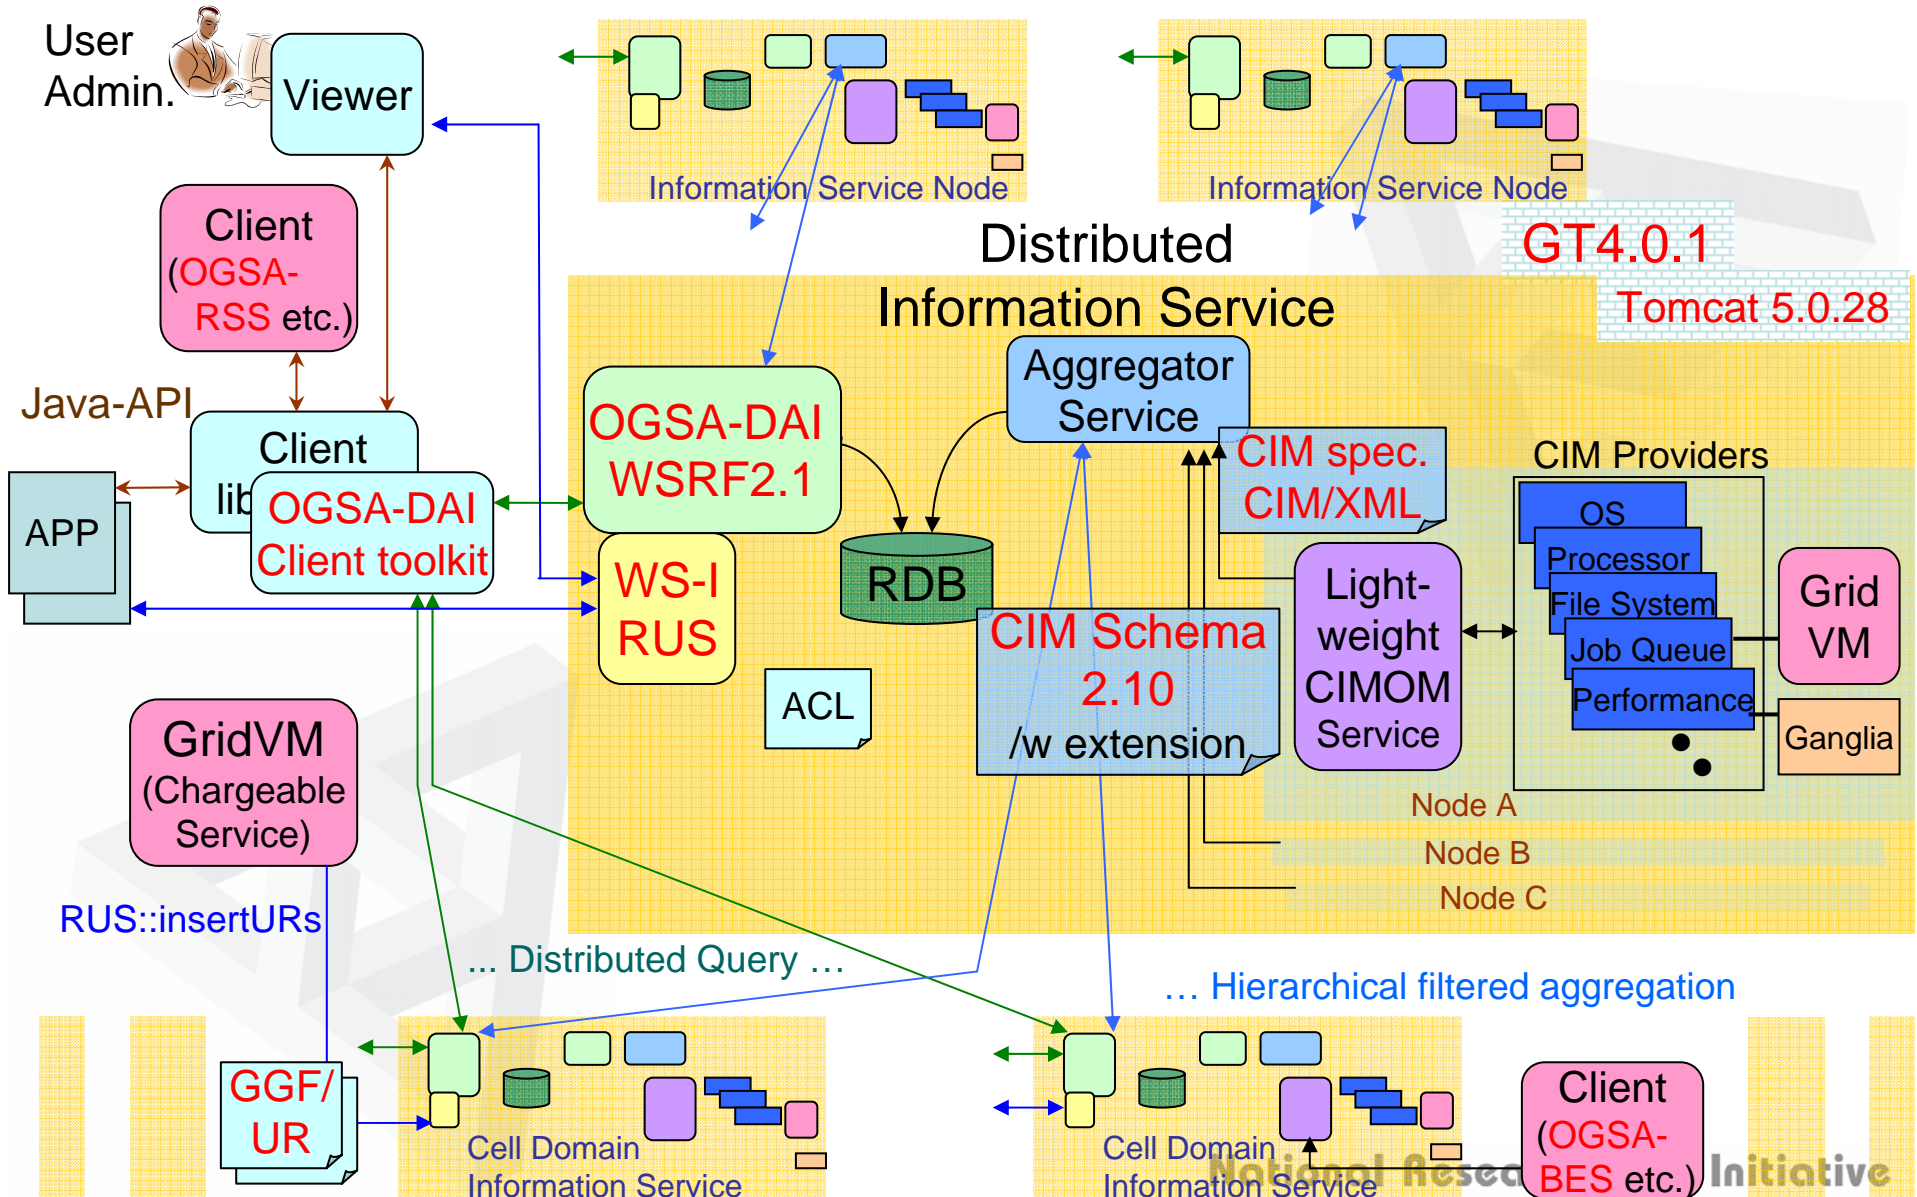 User
Admin.
Viewer
Information Service Node
Information Service Node
Client
(OGSA-
RSS etc.)
Distributed
Information Service
GT4.0.1
Tomcat 5.0.28
Java-API
Client
lib
OGSA-DAI
Client toolkit
APP
OGSA-DAI
WSRF2.1
WS-I
RUS
Aggregator
Service
RDB
ACL
CIM spec.
CIM/XML
CIM Schema
2.10
/w extension
Light-
weight
CIMOM
Service
CIM Providers
OS
Processor
File System
Job Queue
Performance
Grid
VM
Ganglia
Node A
Node B
Node C
GridVM
(Chargeable
Service)
RUS::insertURs
... Distributed Query ...
... Hierarchical filtered aggregation
GGF/
UR
Cell Domain
Information Service
Cell Domain
Information Service
Client
(OGSA-
BES etc.)
National Initiative